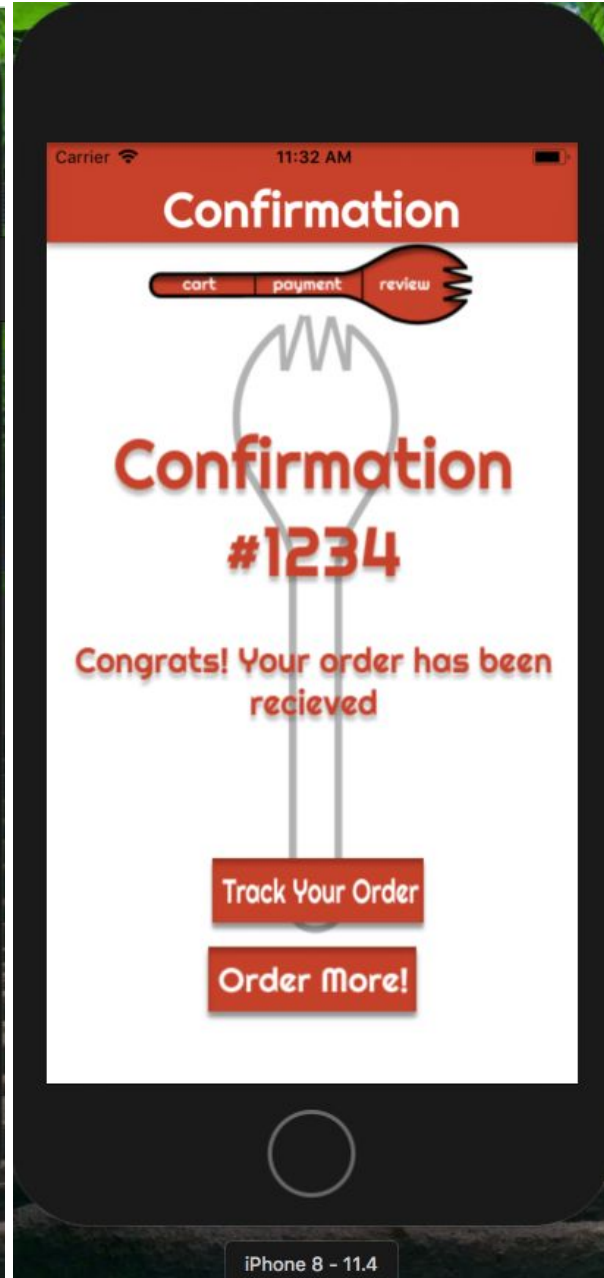 Carrier 11:32 AM
Confirmation
cart payment review
Confirmation
#1234
Congrats! Your order has been
recieved
Track Your Order
Order More!
iPhone 8 - 11.4